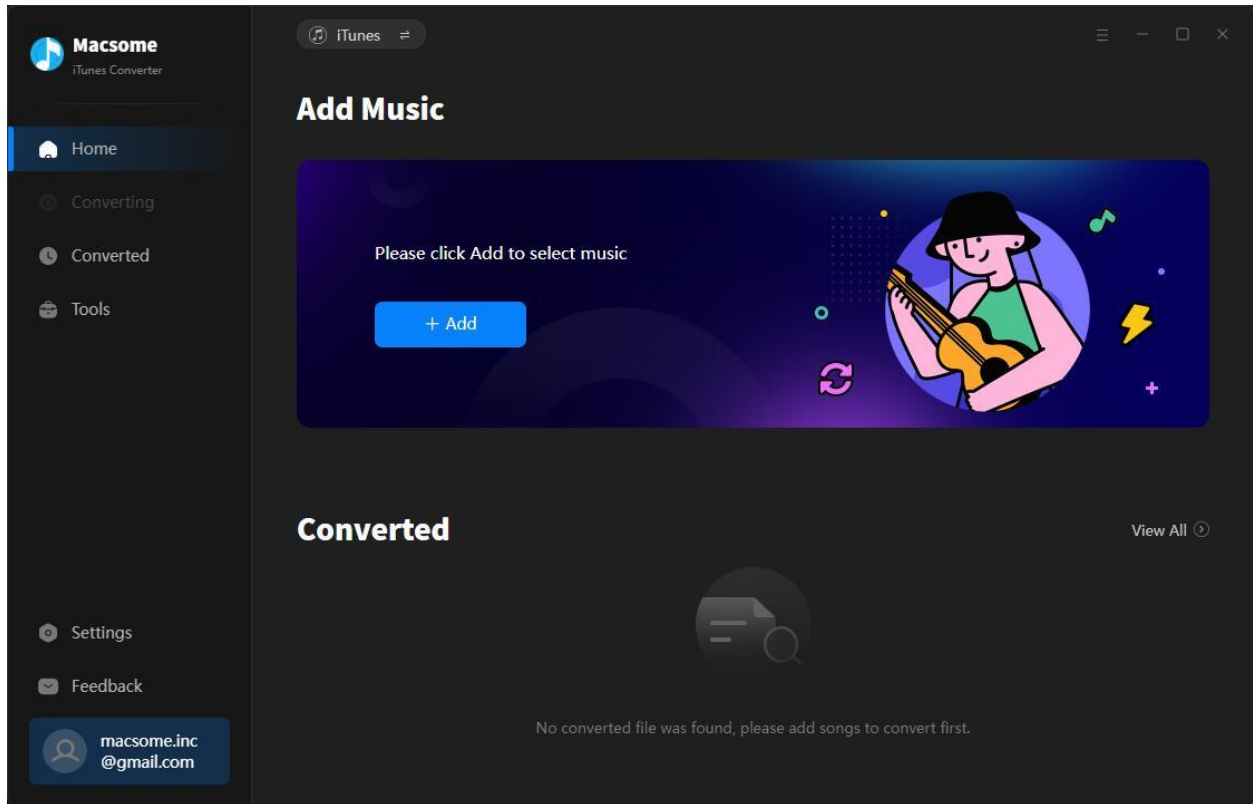 Macsome
iTunes Converter
Home
Converting
Converted
Tools
Settings
Feedback
macsome.inc
@gmail.com
iTunes
Add Music
Please click Add to select music
+ Add
Converted
View All
No converted file was found, please add songs to convert first.